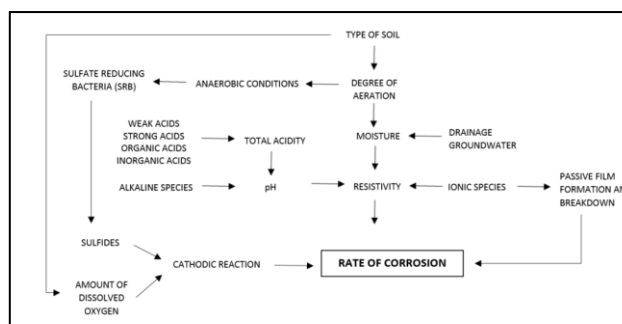 TYPE OF SOIL
SULFATE REDUCING
BACTERIA (SRB)
ANAEROBIC CONDITIONS
DEGREE OF
AERATION
WEAK ACIDS
STRONG ACIDS
ORGANIC ACIDS
INORGANIC ACIDS
TOTAL ACIDITY
MOISTURE
DRAINAGE
GROUNDWATER
ALKALINE SPECIES
pH
RESISTIVITY
IONIC SPECIES
PASSIVE FILM
FORMATION AN
BREAKDOWN
SULFIDES
CATHODIC REACTION
RATE OF CORROSION
AMOUNT OF
DISSOLVED
OXYGEN